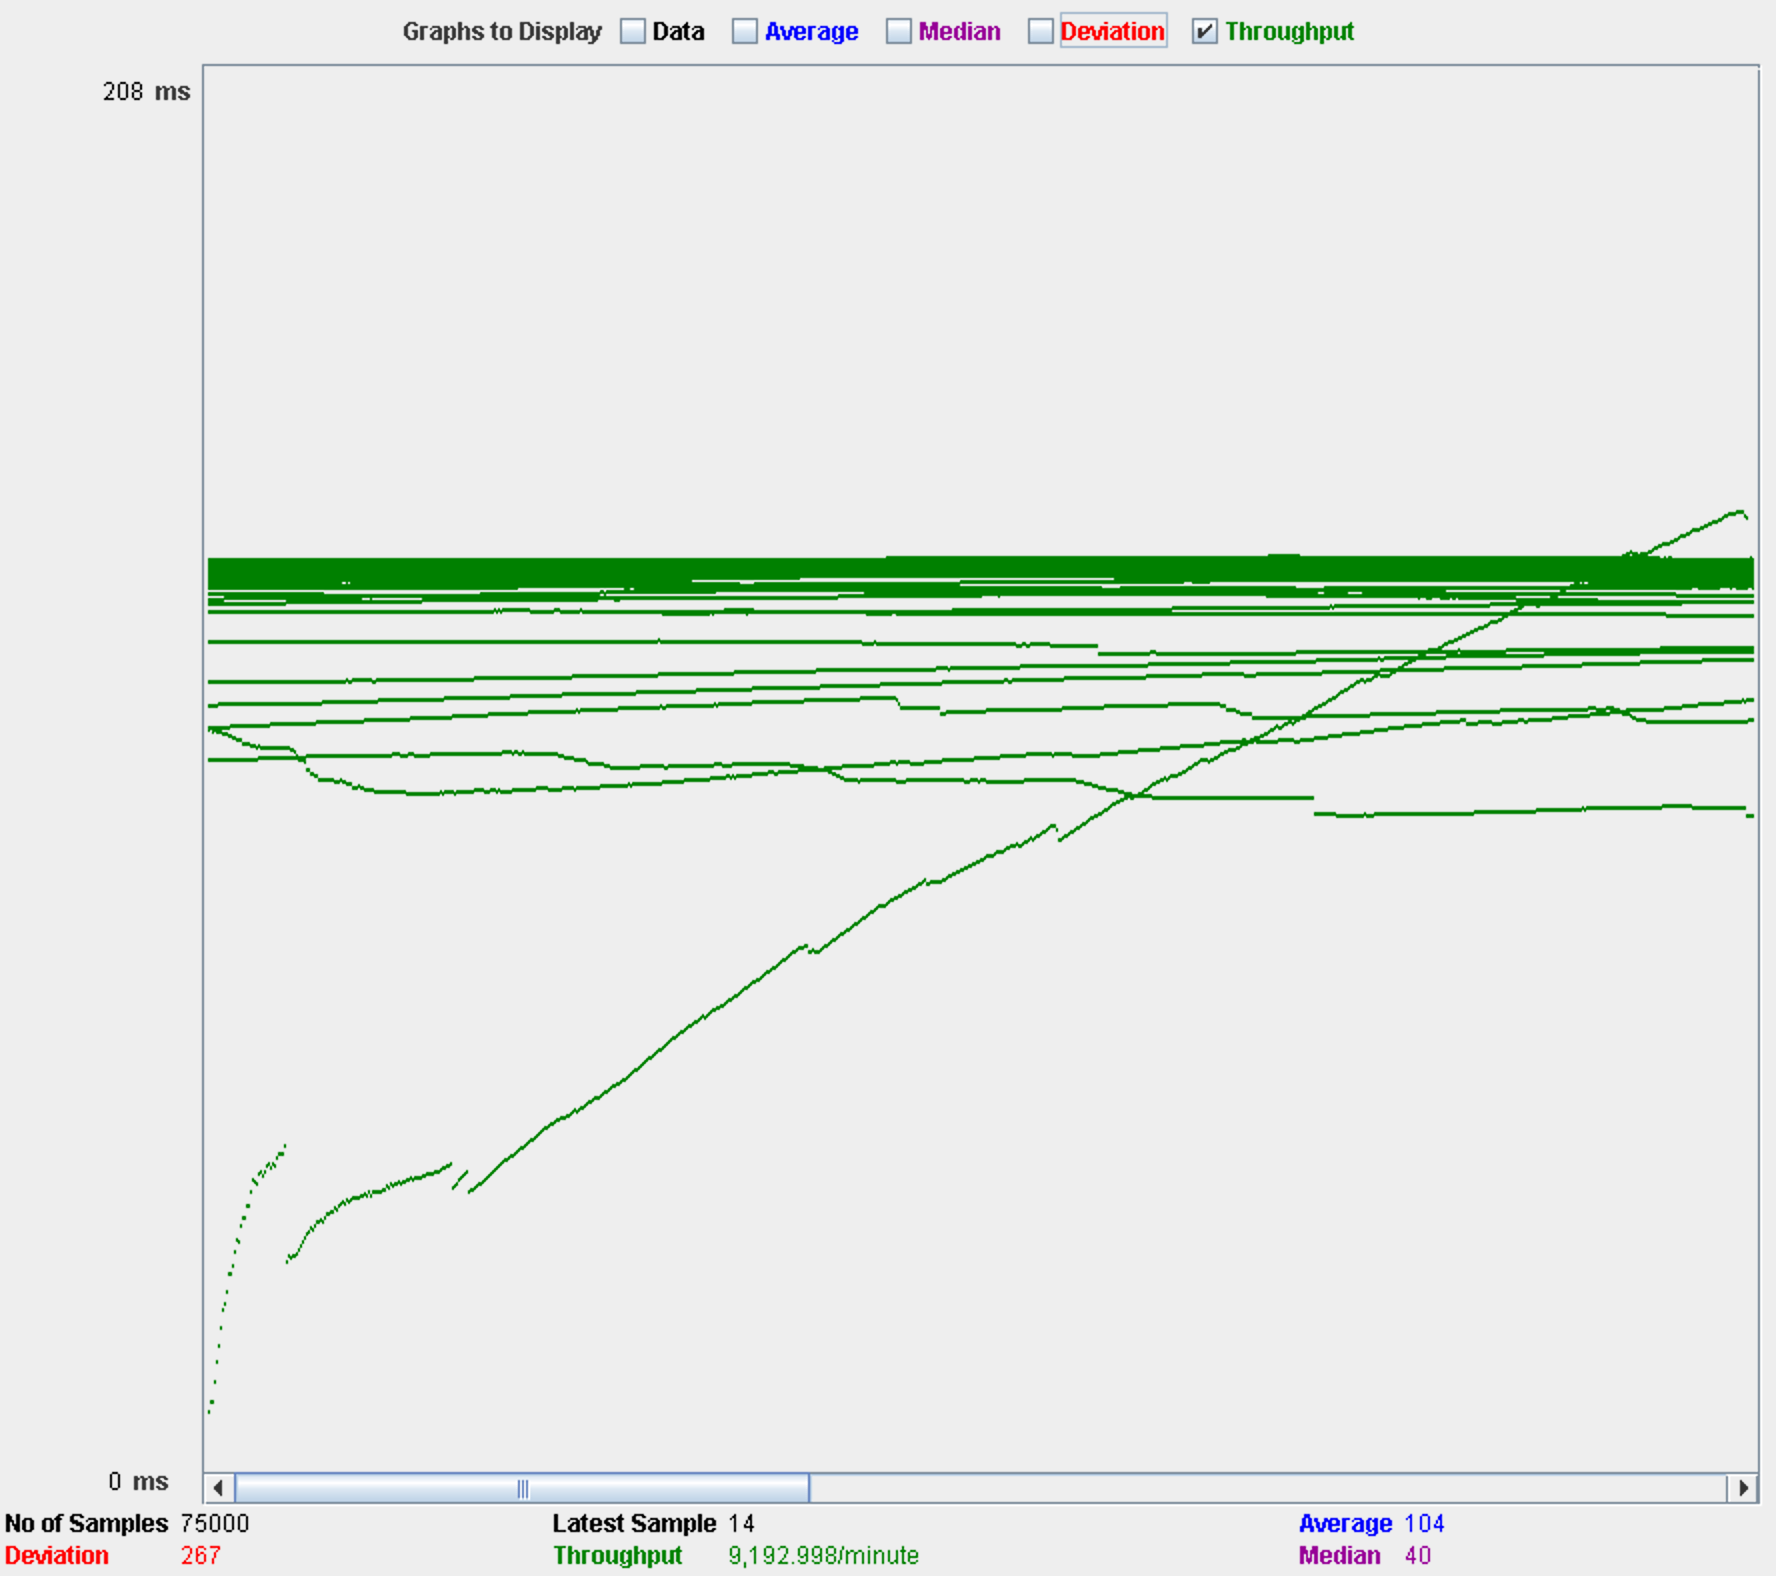 Graphs to Display Data Average Median Deviation Throughput
208 ms
0 ms
No of Samples 75000 Latest Sample 14 Average 104
Deviation 267 Throughput 9,192.998/minute Median 40